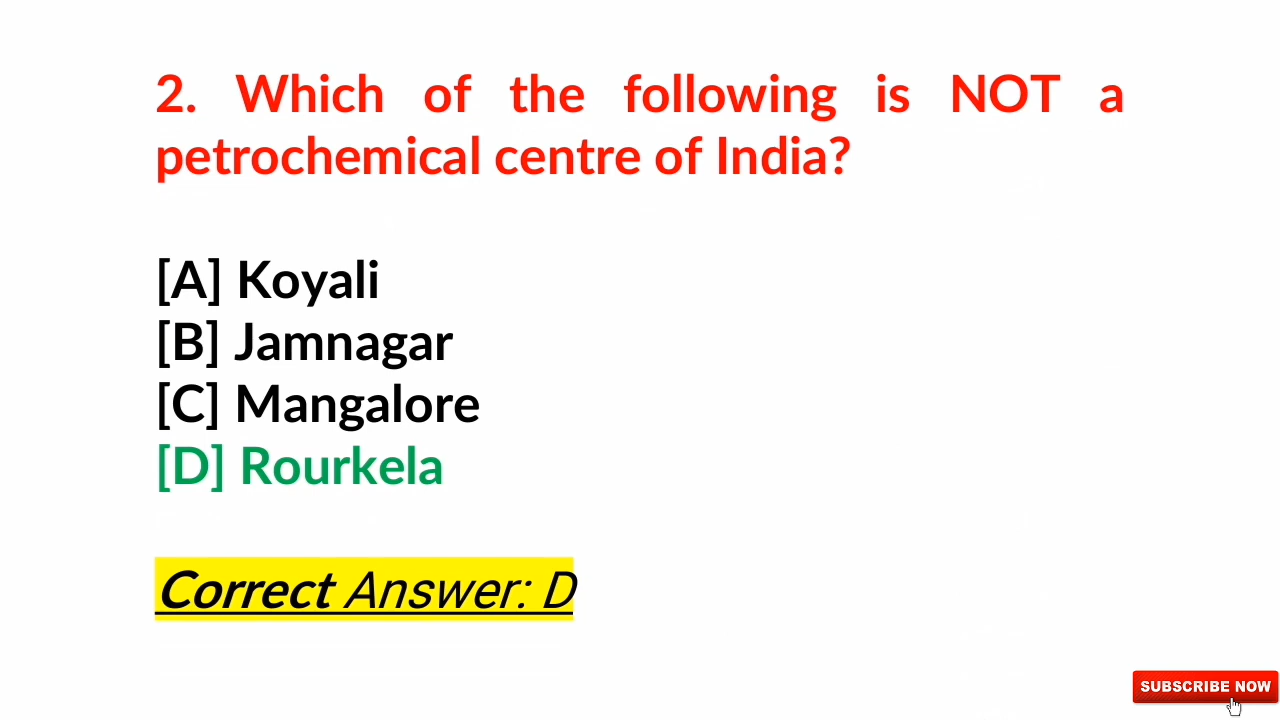 2. Which of the following is NOT a
petrochemical centre of India?
[A] Koyali
[B] Jamnagar
[C] Mangalore
[D] Rourkela
Correct Answer: D
SUBSCRIBE NOW